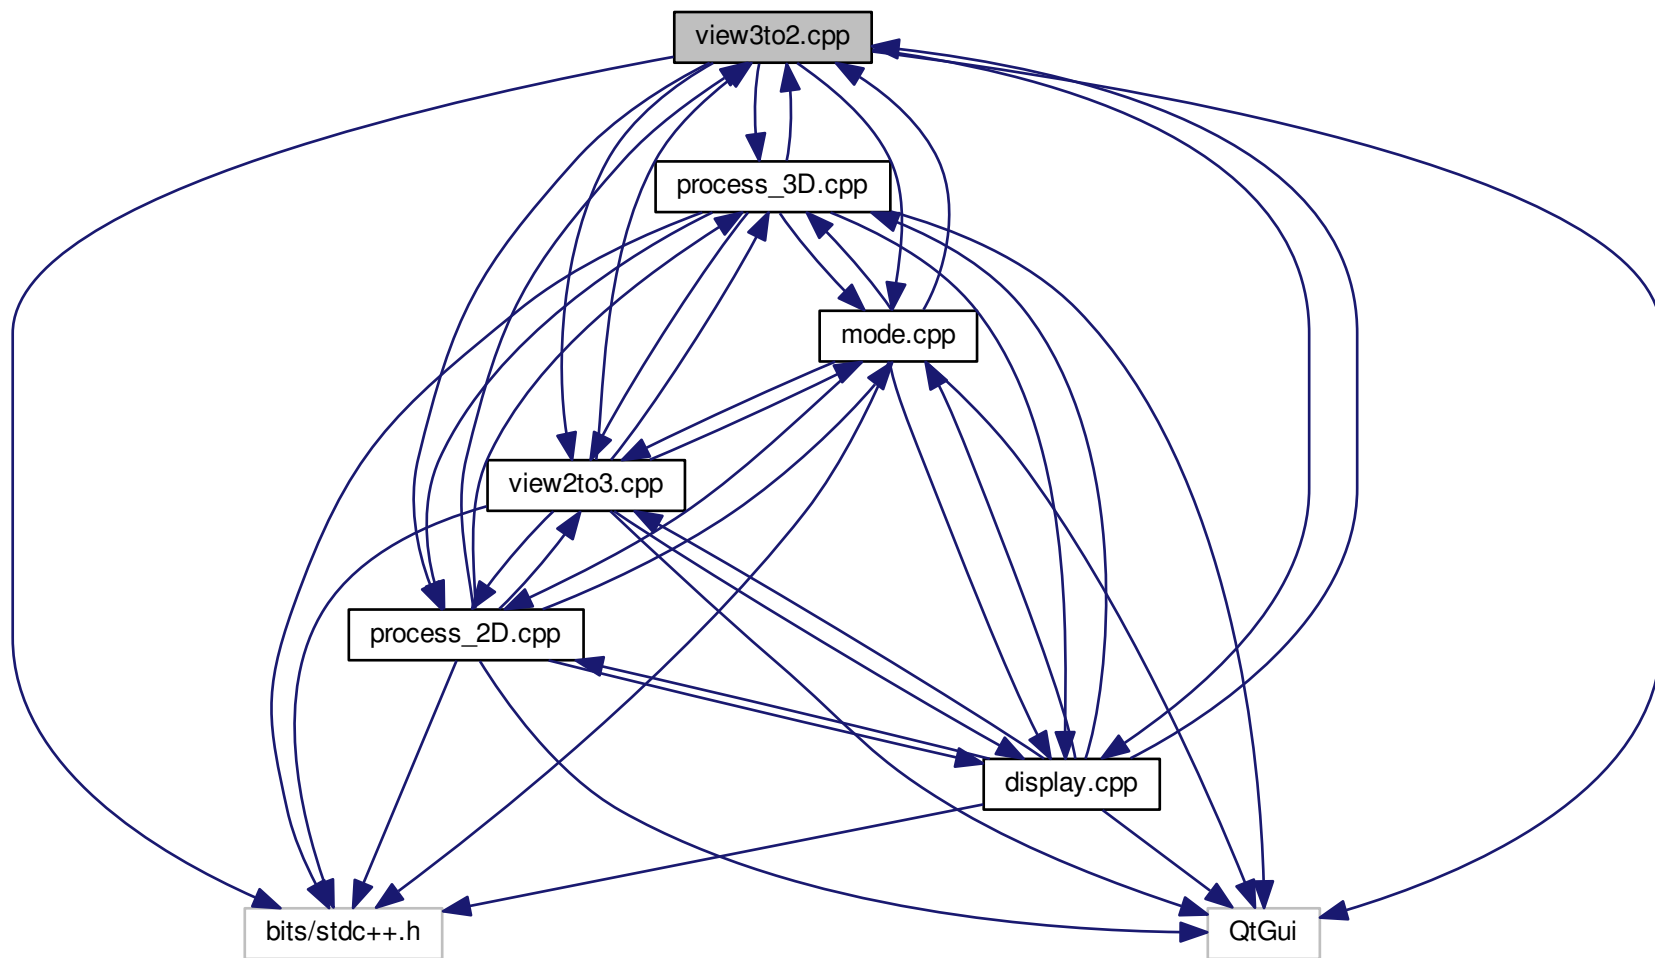 view3to2.cpp
process_3D.cpp
mode.cpp
view2to3.cpp
process_2D.cpp
display.cpp
bits/stdc++.h
QtGui